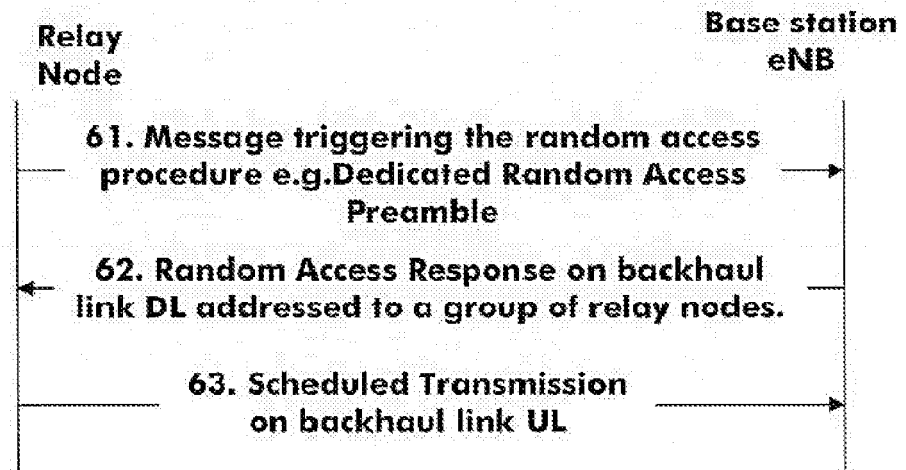 Relay
Node
Base station
eNB
61. Message triggering the random access
procedure e.g.Dedicated Random Access
Preamble
62. Random Access Response on backhaul
link DL addressed to a group of relay nodes.
63. Scheduled Transmission
on backhaul link UL